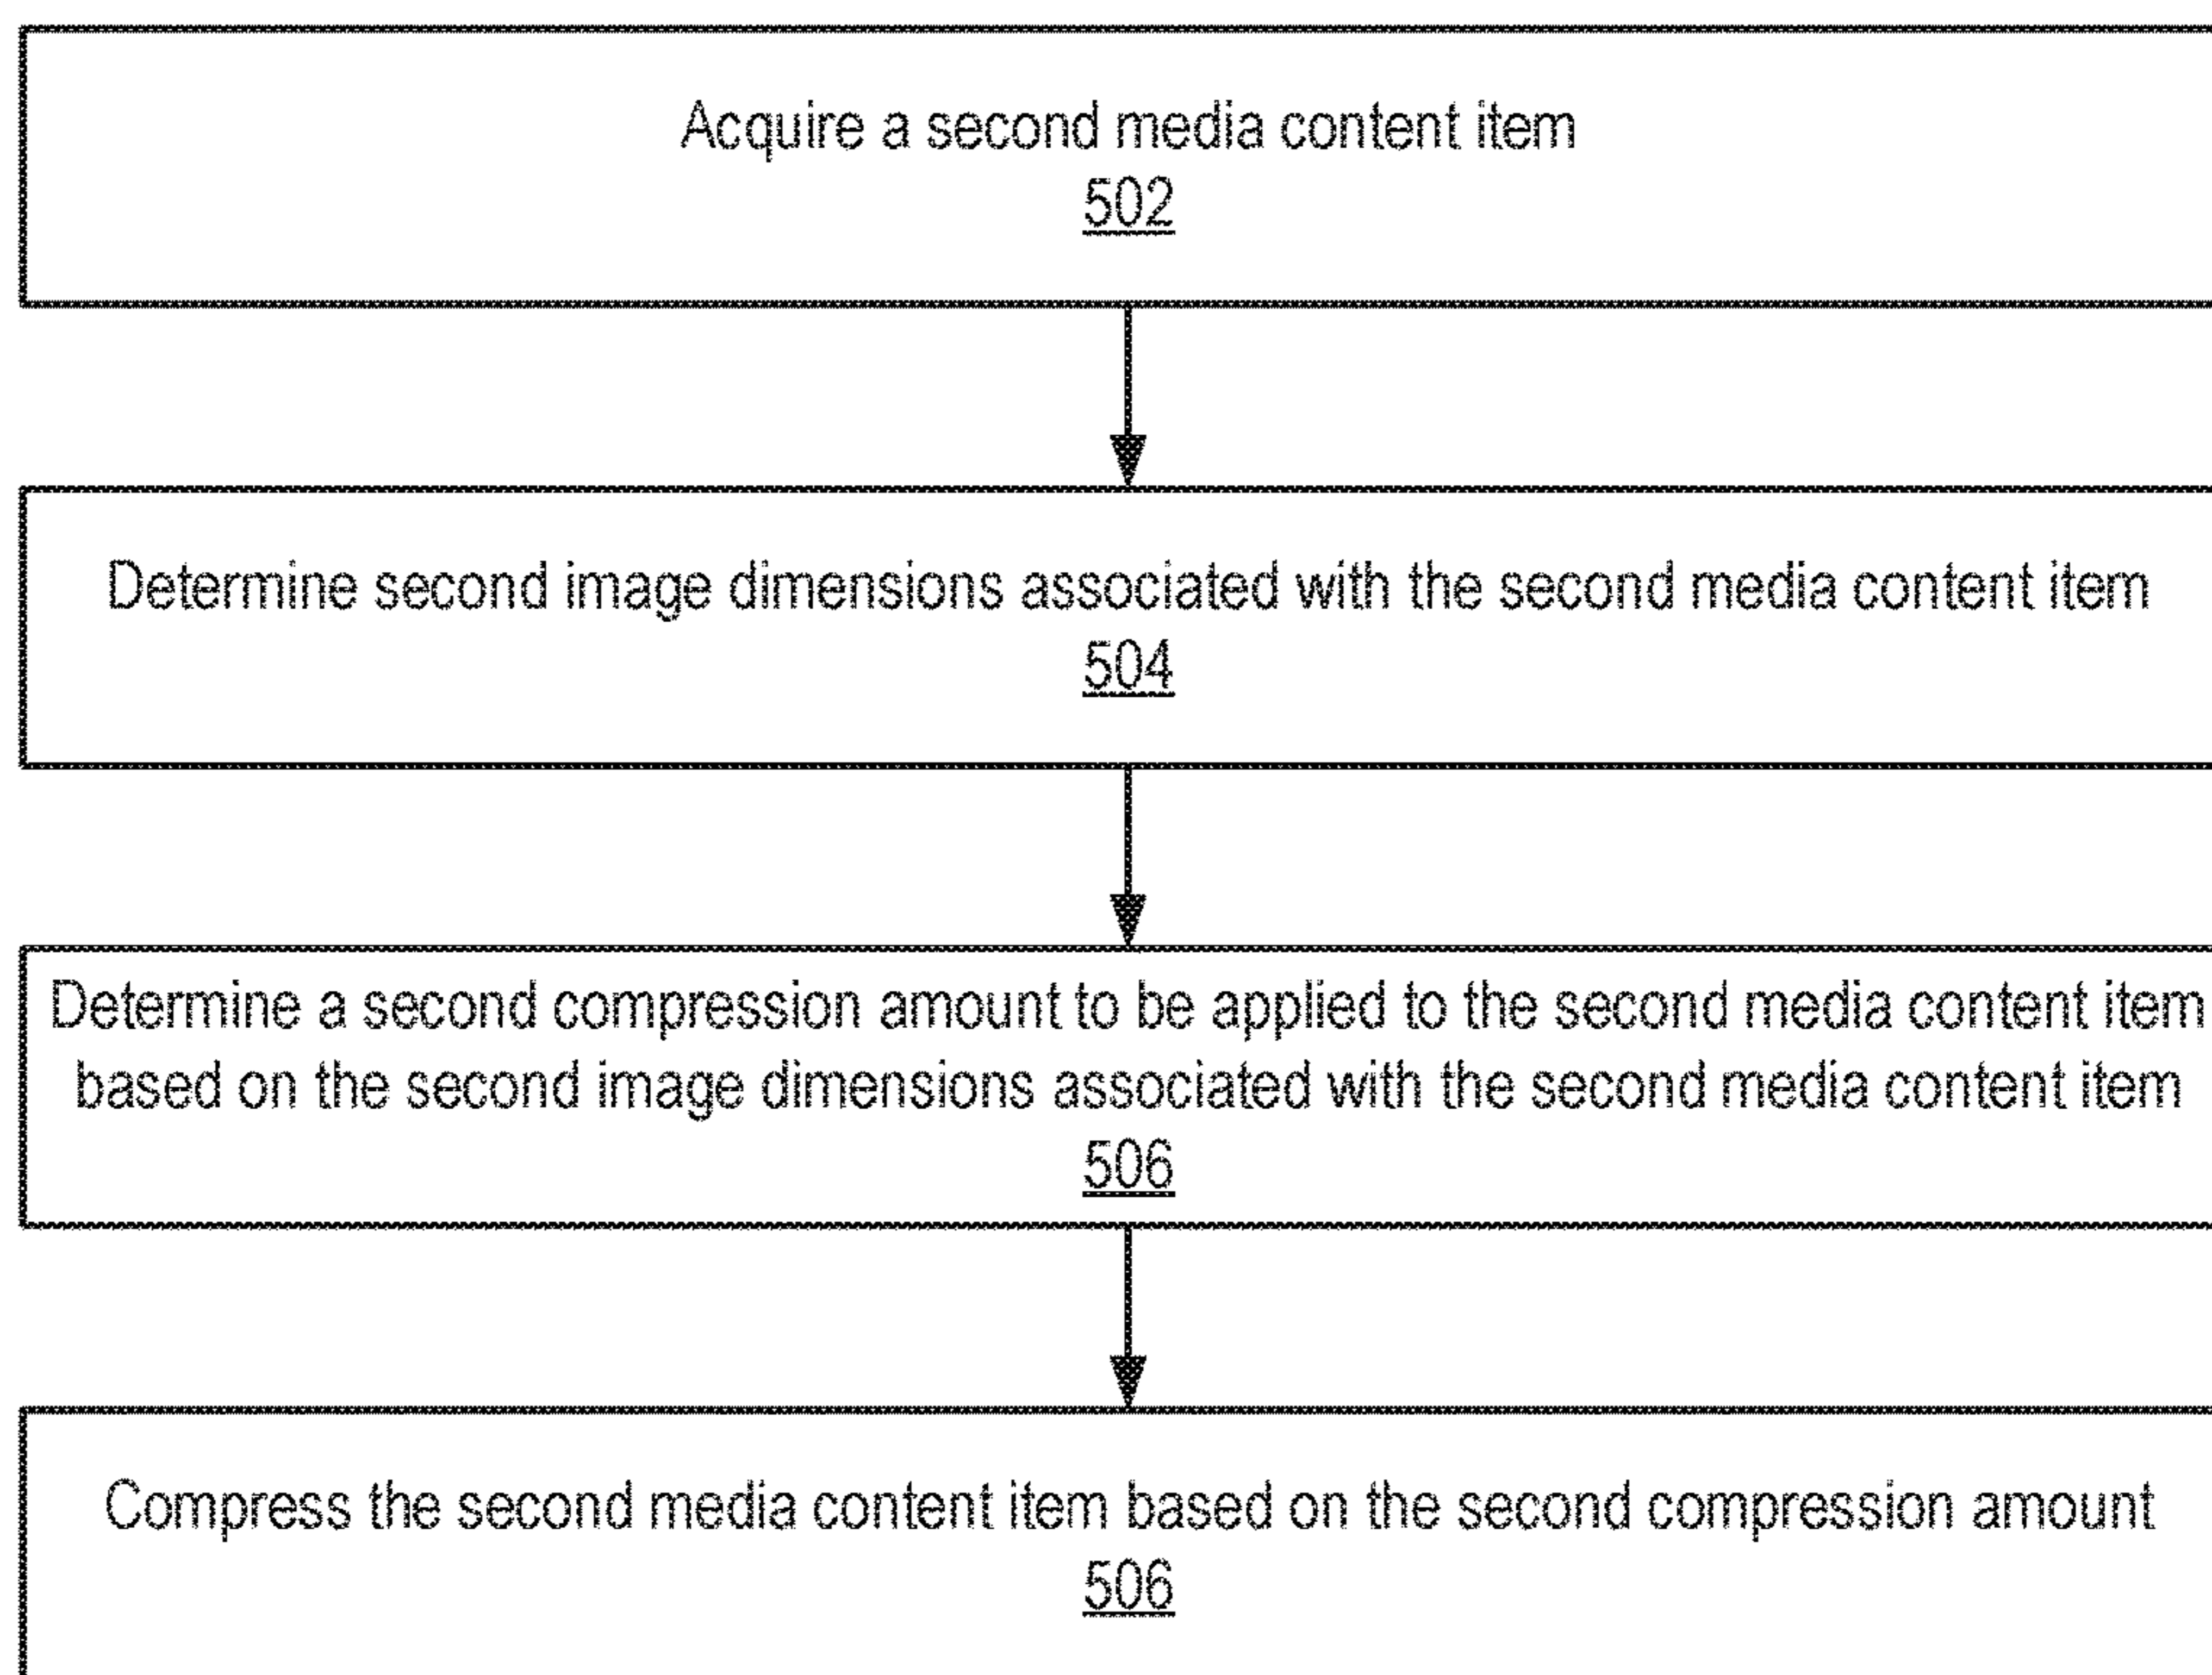 Acquire a second media content item
502
Determine second image dimensions associated with the second media content item
504
Determine a second compression amount to be applied to the second media content item
based on the second image dimensions associated with the second media content item
506
Compress the second media content item based on the second compression amount
506